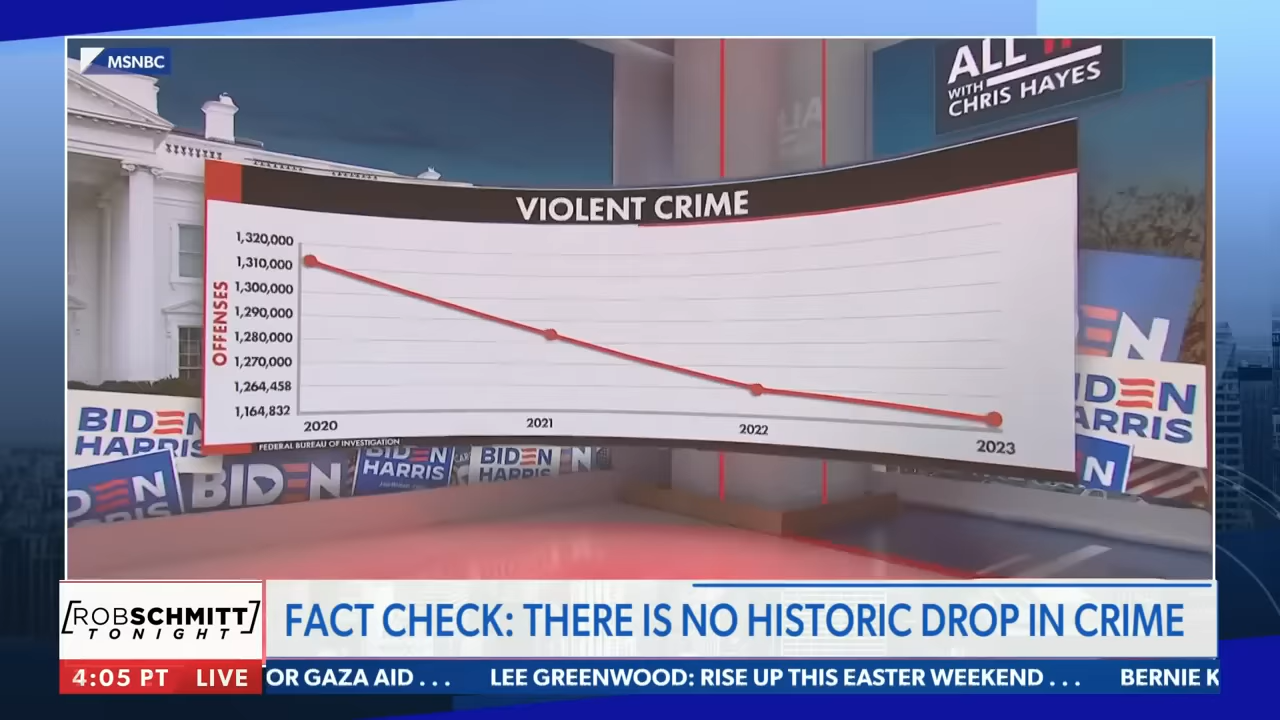 MSNBC
ALL
WITH
CHRIS HAYES
VIOLENT CRIME
1,320,000
1,310,000
1,300,000
1,290,000
1,280,000
1,270,000
1,264,458
1,164,832
OFFENSES
2020
2021
2022
2023
FEDERAL BUREAU OF INVESTIGATION
BIDEN
HARRIS
BIDEN
BIDEN
HARRIS
BIDEN
HARRIS
[ROBSCHMITT]
TONIGHT
FACT CHECK: THERE IS NO HISTORIC DROP IN CRIME
4:05 PT LIVE
OR GAZA AID . . . LEE GREENWOOD: RISE UP THIS EASTER WEEKEND . . . BERNIE K